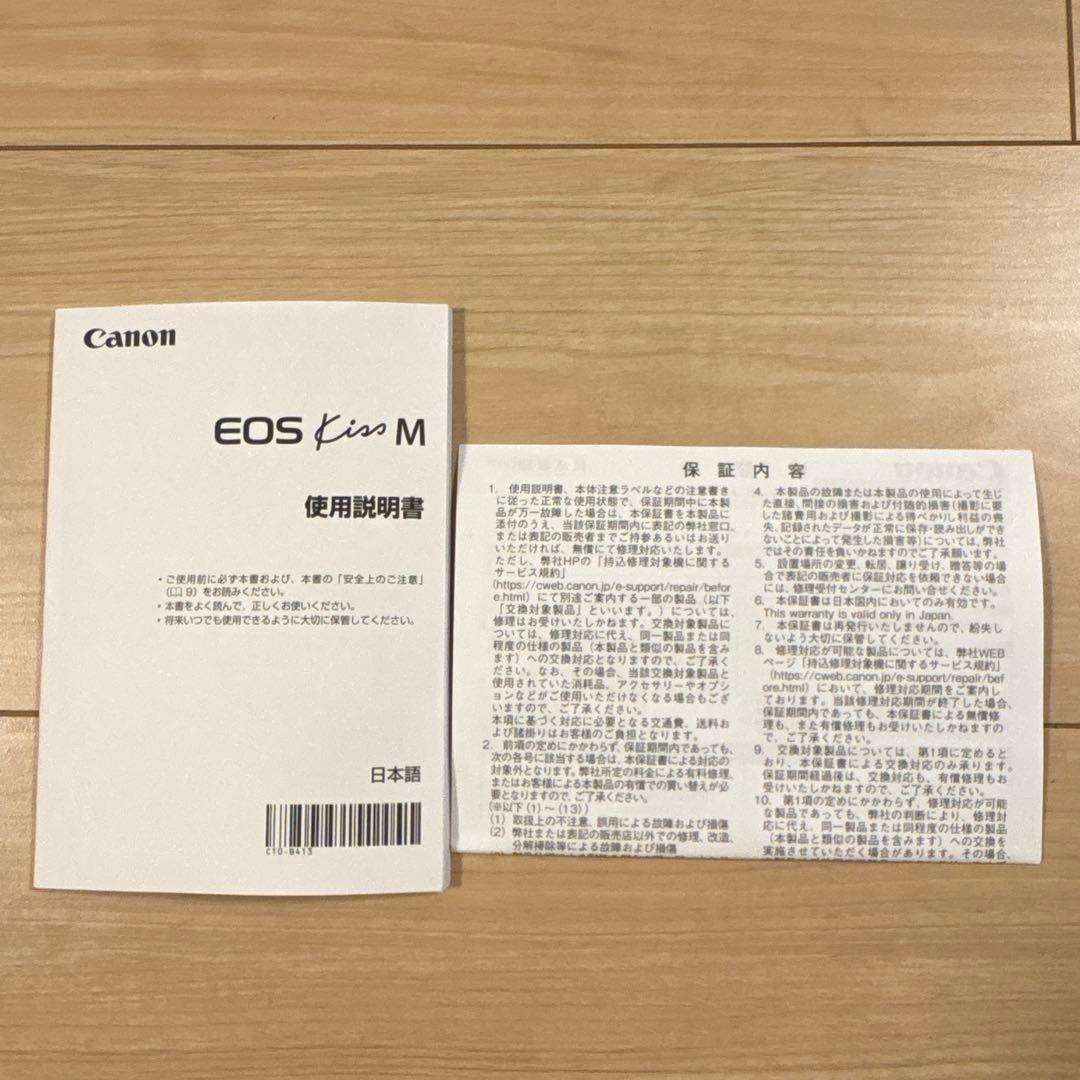 Canon
EOS Kiss M
使用説明書
・ご使用前に必ず本書および、本書の「安全上のご注意」
(📖9)をお読みください。
・本書をよく読んで、正しくお使いください。
・将来いつでも使用できるように大切に保管してください。
日本語
CT0-B413
保証内容
1. 使用説明書、本体注意ラベルなどの注意書き
に従った正常な使用状態で、保証期間中に本製
品が万一故障した場合は、本保証書を本製品に
添付のうえ、当該保証期間内に表記の弊社窓口、
または表記の販売者までご持参あるいはお送り
いただければ、無償にて修理対応いたします。
ただし、弊社HPの「持込修理対象機に関する
サービス規約」
(https://cweb.canon.jp/e-support/repair/befor
e.html)にて別途ご案内する一部の製品(以下
「交換対象製品」といいます。)については、
修理はお受けいたしかねます。交換対象製品に
ついては、修理対応に代え、同一製品または同
程度の仕様の製品(本製品と類似の製品を含み
ます)への交換対応となりますので、ご了承く
ださい。なお、その場合、当該交換対象製品と
使用されていた消耗品、アクセサリーやオプシ
ョンなどがご使用いただけなくなる場合もござ
いますので、ご了承ください。
本項に基づく対応に必要となる交通費、送料お
よび諸掛りはお客様のご負担となります。
2. 前項の定めにかかわらず、保証期間内であっても、
次の各号に該当する場合は、本保証書による対応の
対象外となります。弊社所定の料金による有料修理、
またはお客様による本製品の有償での買い替えが必
要となりますので、ご了承ください。
(※以下(1)~(13))
(1) 取扱上の不注意、誤用による故障および損傷
(2) 弊社または表記の販売店以外での修理、改造、
分解掃除等による故障および損傷
4. 本製品の故障または本製品の使用によって生じ
た直接、間接の損害および付随的損害(撮影に要
した諸費用および撮影による得べかりし利益の喪
失、記録されたデータが正常に保存・読み出しができ
ないことによって発生した損害等)については、弊社
ではその責任を負いかねますのでご了承願います。
5. 設置場所の変更、転居、譲り受け、贈答等の場
合で表記の販売者に保証対応を依頼できない場合
には、修理受付センターにお問い合せください。
6. 本保証書は日本国内においてのみ有効です。
This warranty is valid only in Japan.
7. 本保証書は再発行いたしませんので、紛失し
ないよう大切に保管してください。
8. 修理対応が可能な製品については、弊社WEB
ページ「持込修理対象機に関するサービス規約」
(https://cweb.canon.jp/e-support/repair/bef
ore.html)において、修理対応期間をご案内し
ております。当該修理対応期間が終了した場合、
保証期間内であっても、本保証書による無償修
理も、また有償修理もお受けいたしかねますの
で、ご了承ください。
9. 交換対象製品については、第1項に定めると
おり、本保証書による交換対応のみ承ります。
保証期間経過後は、交換対応も、有償修理もお
受けいたしかねますので、ご了承ください。
10. 第1項の定めにかかわらず、修理対応が可能
な製品であっても、弊社の判断により、修理対
応に代え、同一製品または同程度の仕様の製品
(本製品と類似の製品を含みます)への交換を
実施させていただく場合があります。その場合、